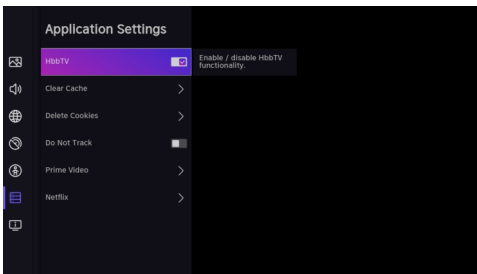 Application Settings
HbbTV
Enable / disable HbbTV
functionality.
Clear Cache
Delete Cookies
Do Not Track
Prime Video
Netflix